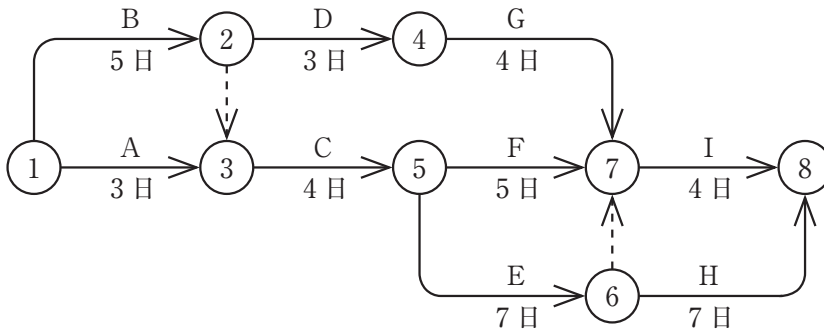 B D G
② ④
5 日 3 日 4 日
A C F I
① ③ ⑤ ⑦ ⑧
3 日 4 日 5 日 4 日
E H
⑥
7 日 7 日